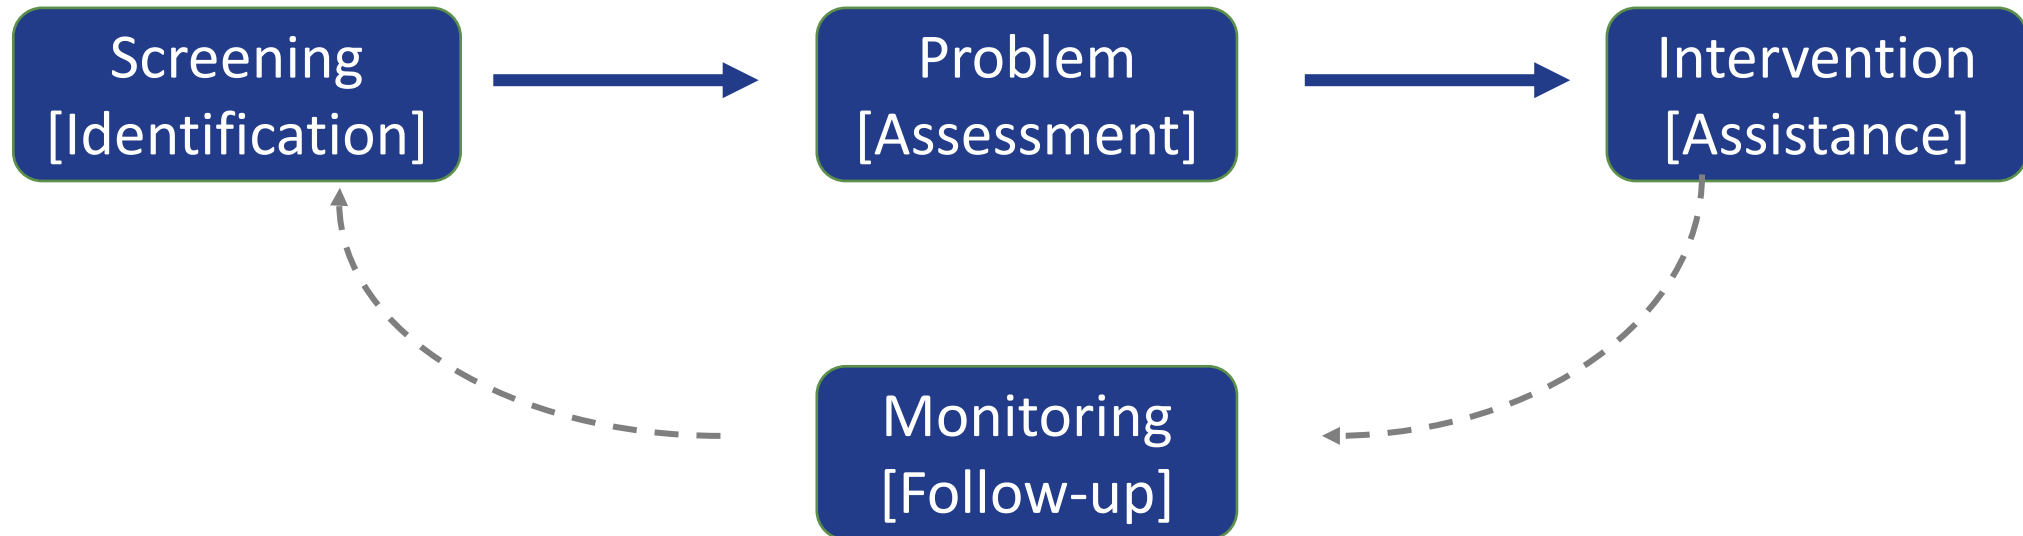 Screening
[Identification]
Problem
[Assessment]
Intervention
[Assistance]
Monitoring
[Follow-up]